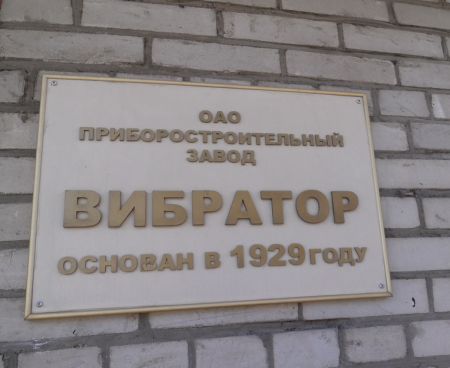 ОАО
ПРИБОРОСТРОИТЕЛЬНЫЙ
ЗАВОД
ВИБРАТОР
ОСНОВАН В 1929 ГОДУ